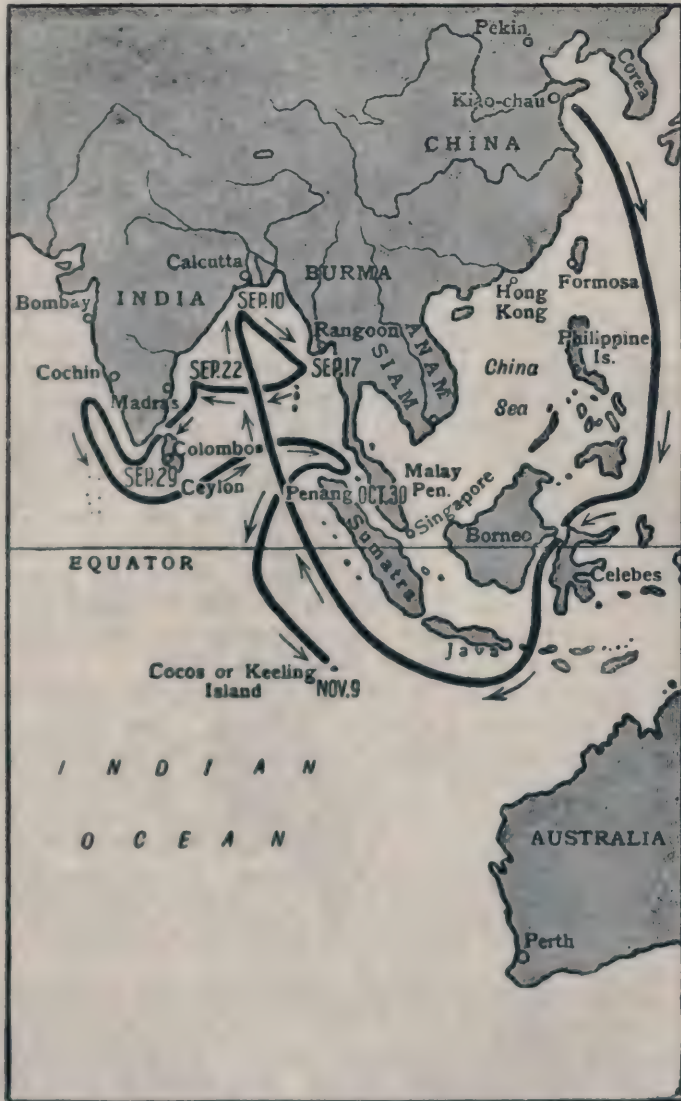 Pekin
Corea
Kiao-chau
CHINA
Calcutta
BURMA
Formosa
Hong
Kong
INDIA
SEP.10
Bombay
Rangoon
ANAM
SIAM
Philippine
Is.
SEP.22
SEP.17
China
Sea
Cochin
Madras
Colombo
Malay
Pen.
SEP.29
Ceylon
Penang OCT.30
Singapore
Sumatra
Borneo
EQUATOR
Celebes
Java
Cocos or Keeling
Island
NOV.9
INDIAN
OCEAN
AUSTRALIA
Perth